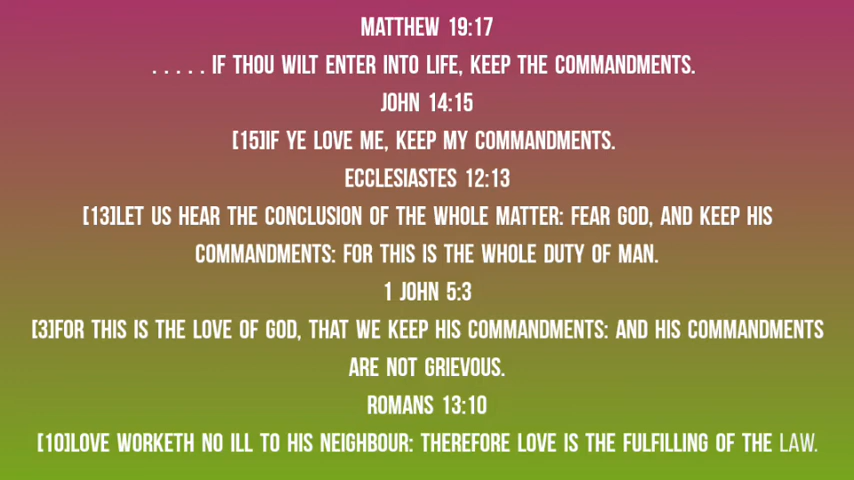 MATTHEW 19:17
. . . . . IF THOU WILT ENTER INTO LIFE, KEEP THE COMMANDMENTS.
JOHN 14:15
[15]IF YE LOVE ME, KEEP MY COMMANDMENTS.
ECCLESIASTES 12:13
[13]LET US HEAR THE CONCLUSION OF THE WHOLE MATTER: FEAR GOD, AND KEEP HIS
COMMANDMENTS: FOR THIS IS THE WHOLE DUTY OF MAN.
1 JOHN 5:3
[3]FOR THIS IS THE LOVE OF GOD, THAT WE KEEP HIS COMMANDMENTS: AND HIS COMMANDMENTS
ARE NOT GRIEVOUS.
ROMANS 13:10
[10]LOVE WORKETH NO ILL TO HIS NEIGHBOUR: THEREFORE LOVE IS THE FULFILLING OF THE LAW.